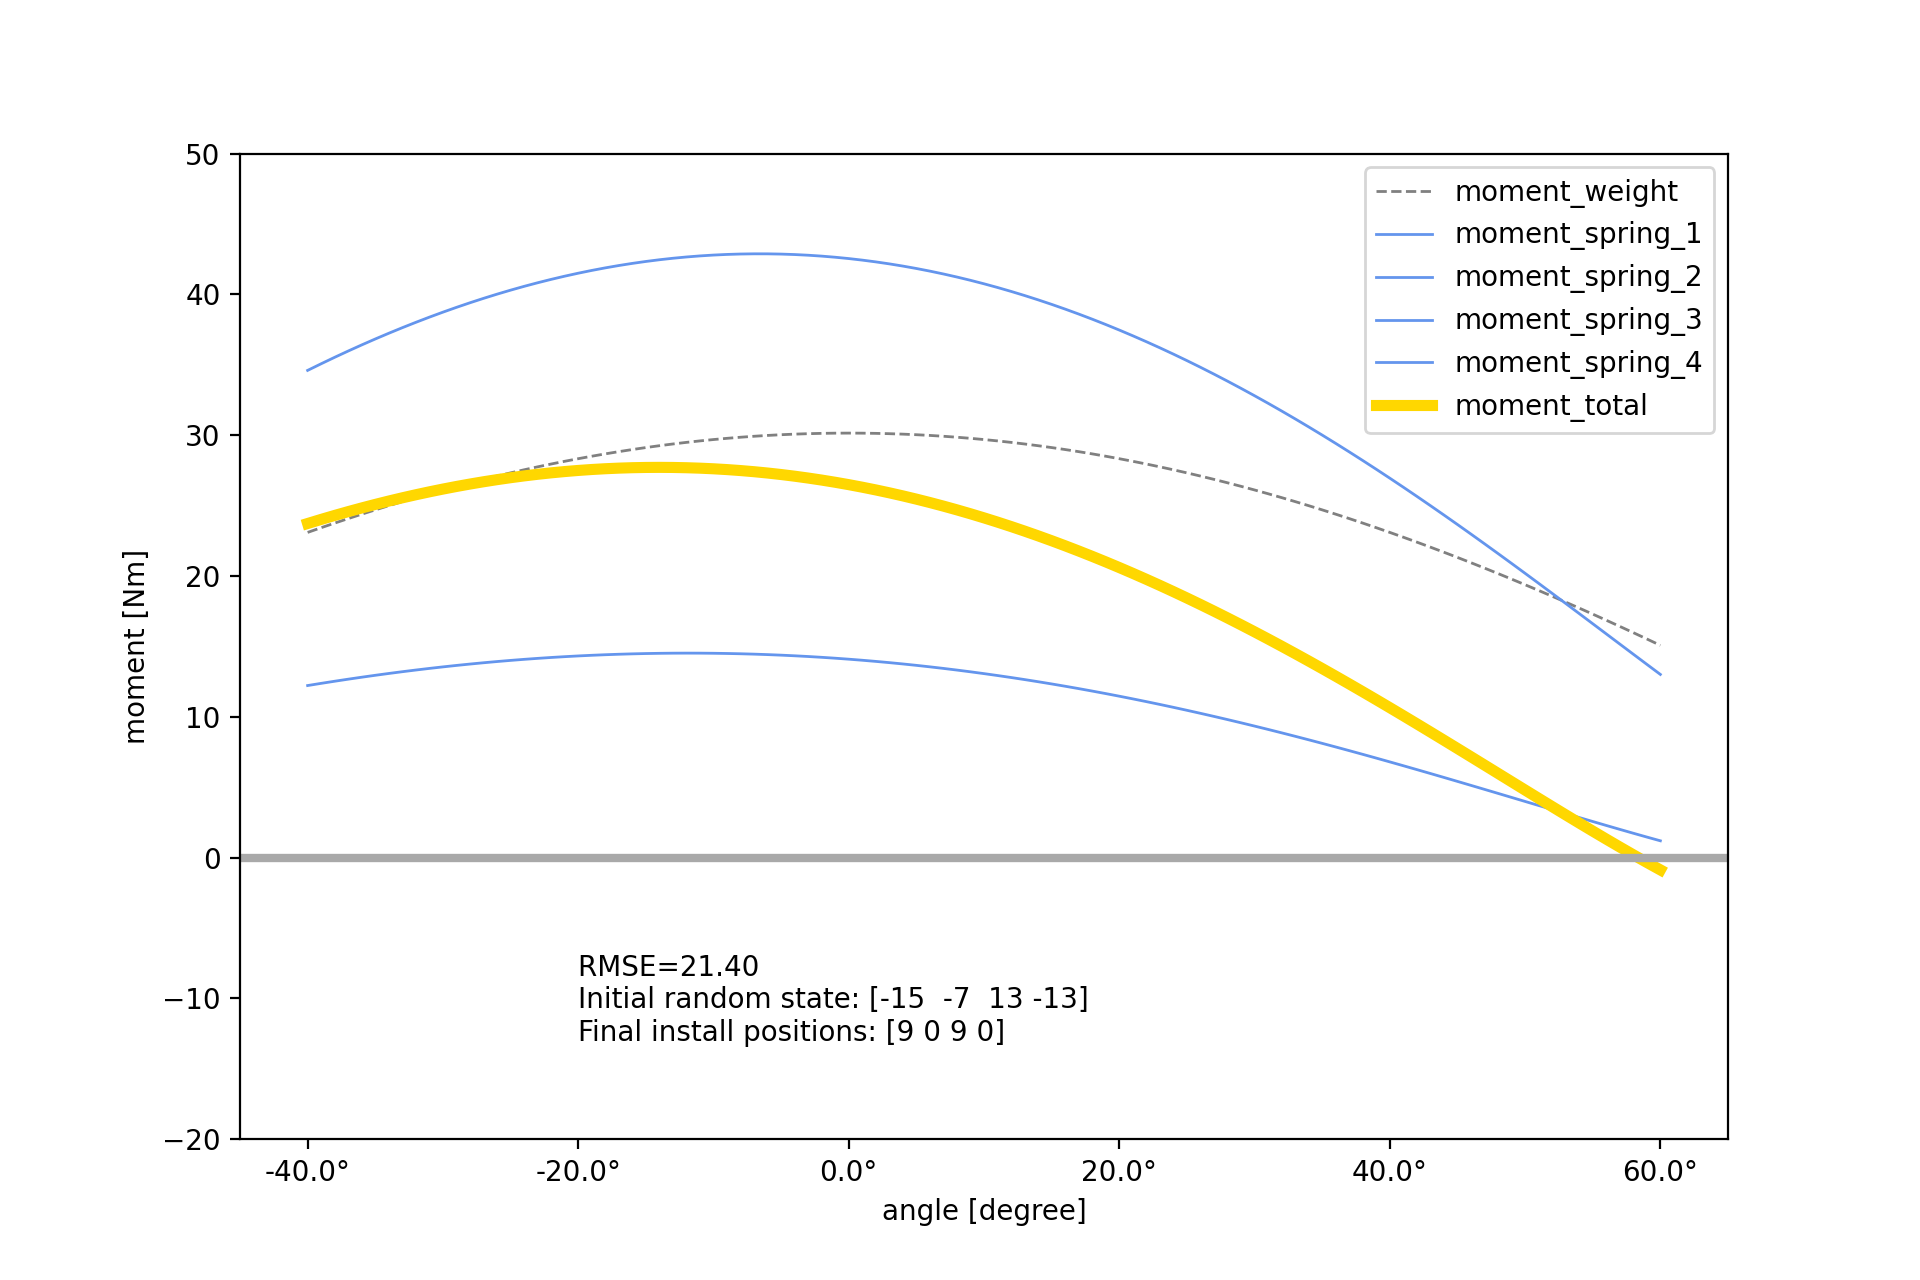 50
40
30
20
10
0
−10
−20
moment [Nm]
moment_weight
moment_spring_1
moment_spring_2
moment_spring_3
moment_spring_4
moment_total
RMSE=21.40
Initial random state: [-15  -7  13 -13]
Final install positions: [9 0 9 0]
-40.0° -20.0° 0.0° 20.0° 40.0° 60.0°
angle [degree]